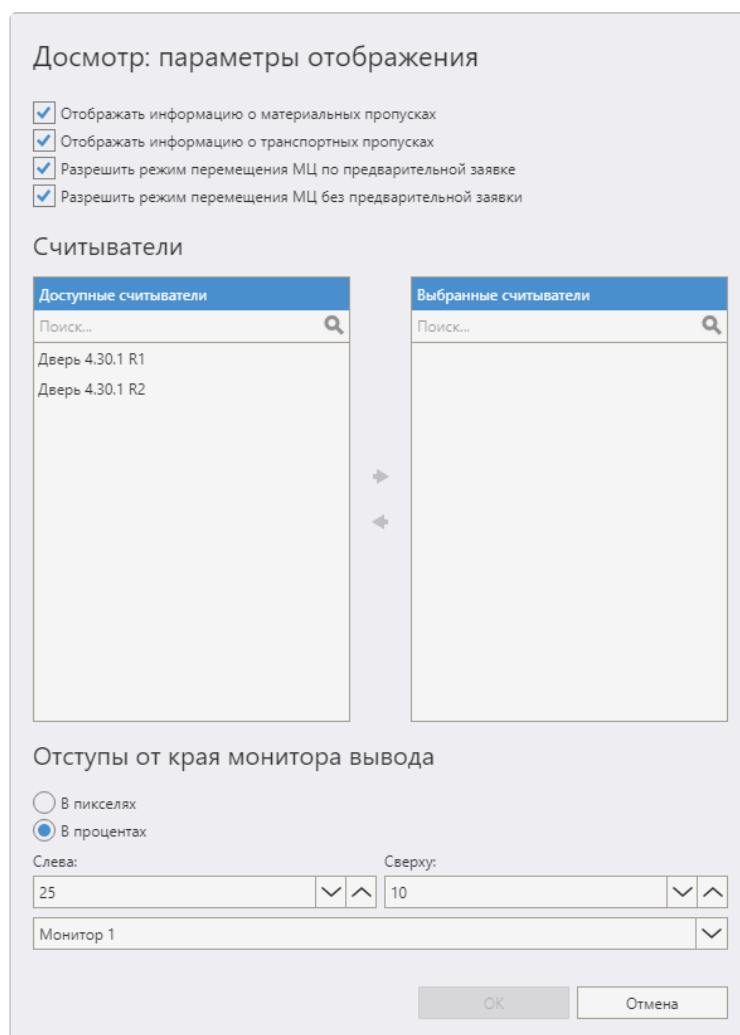 Досмотр: параметры отображения
Отображать информацию о материальных пропусках
Отображать информацию о транспортных пропусках
Разрешить режим перемещения МЦ по предварительной заявке
Разрешить режим перемещения МЦ без предварительной заявки
Считыватели
Доступные считыватели
Поиск...
Дверь 4.30.1 R1
Дверь 4.30.1 R2
Выбранные считыватели
Поиск...
Отступы от края монитора вывода
В пикселях
В процентах
Слева: Сверху:
25 10
Монитор 1
ОК Отмена